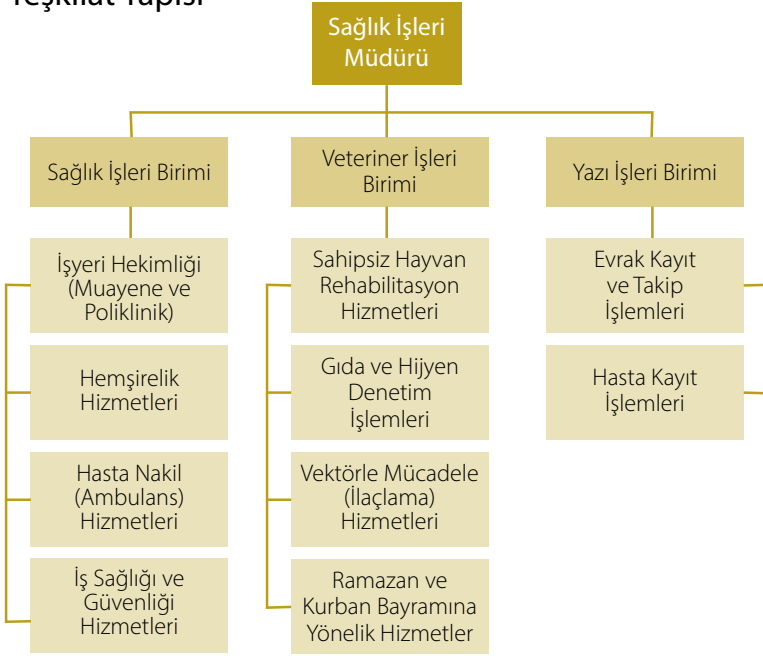 Teşkilat Yapısı
Sağlık İşleri
Müdürü
Sağlık İşleri Birimi
Veteriner İşleri
Birimi
Yazı İşleri Birimi
İşyeri Hekimliği
(Muayene ve
Poliklinik)
Hemşirelik
Hizmetleri
Hasta Nakil
(Ambulans)
Hizmetleri
İş Sağlığı ve
Güvenliği
Hizmetleri
Sahipsiz Hayvan
Rehabilitasyon
Hizmetleri
Gıda ve Hijyen
Denetim
İşlemleri
Vektörle Mücadele
(İlaçlama)
Hizmetleri
Ramazan ve
Kurban Bayramına
Yönelik Hizmetler
Evrak Kayıt
ve Takip
İşlemleri
Hasta Kayıt
İşlemleri